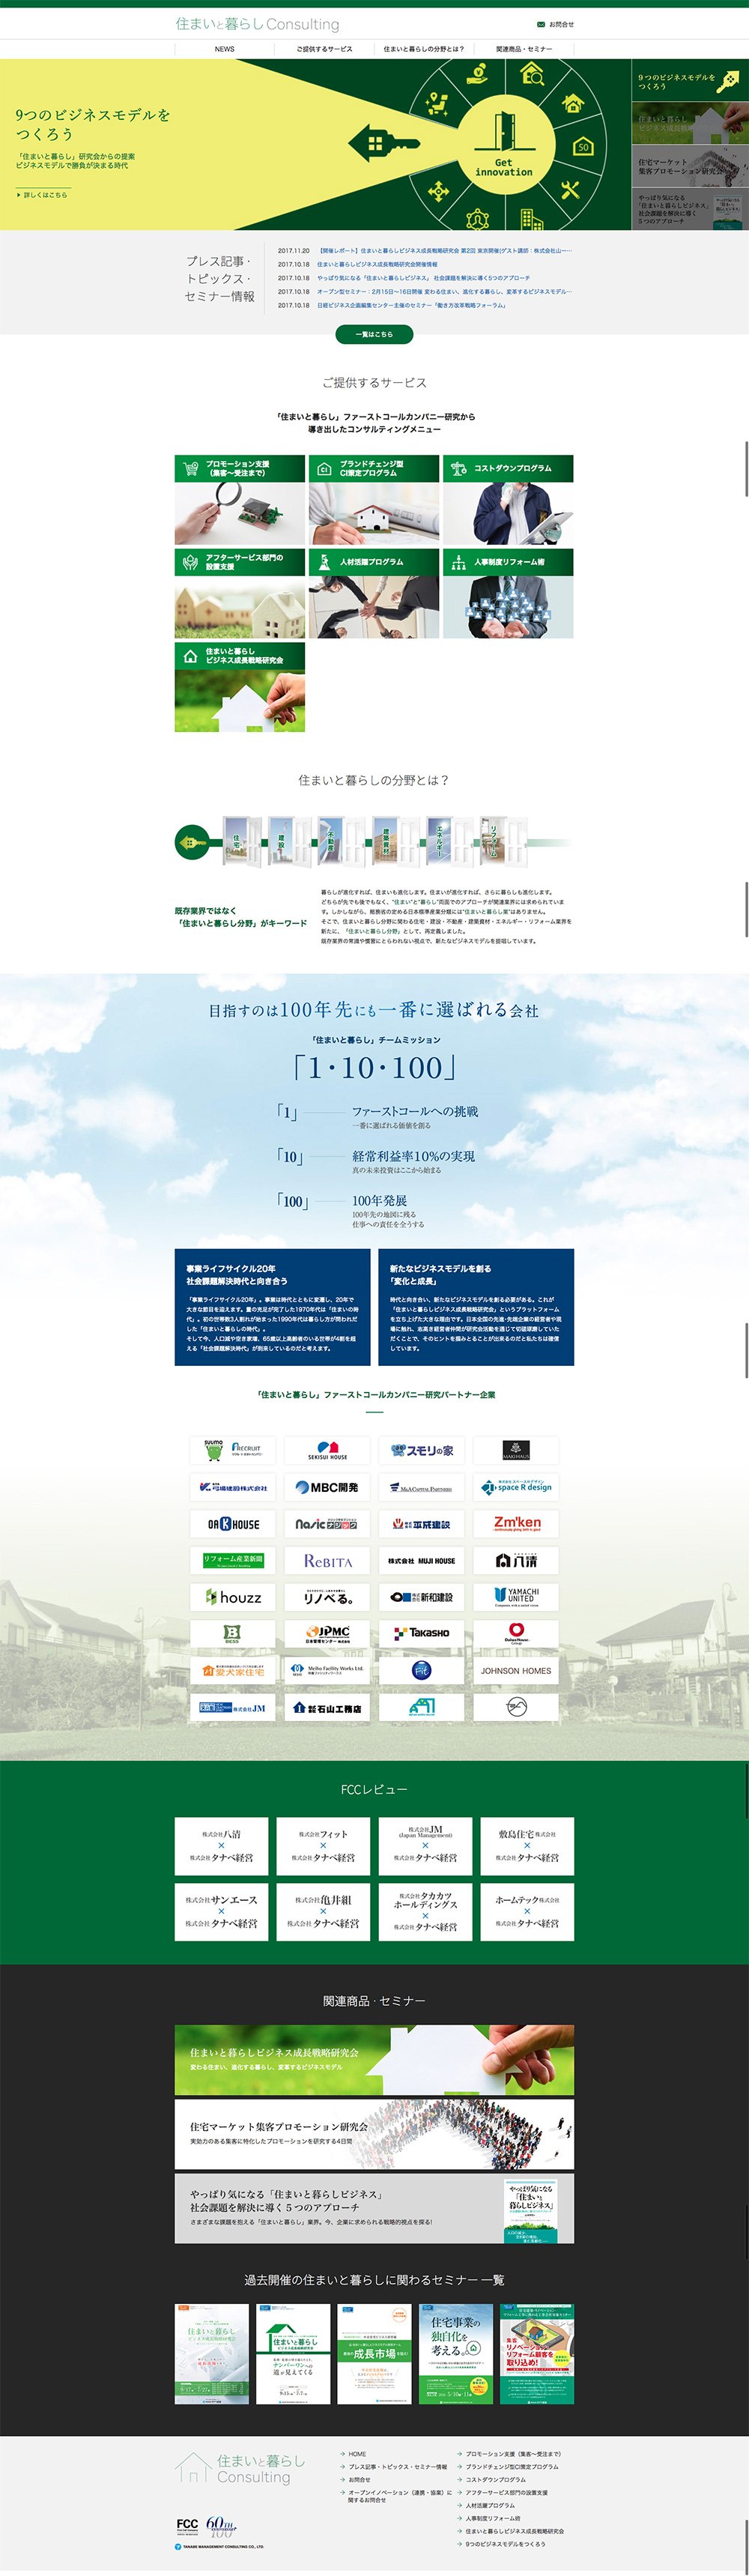 住まいと暮らし Consulting
お問合せ
NEWS
ご提供するサービス
住まいと暮らしの分野とは？
関連商品・セミナー
9つのビジネスモデルを
つくろう
「住まいと暮らし」研究会からの提案
ビジネスモデルで勝負が決まる時代
詳しくはこちら
Get
innovation
9つのビジネスモデルを
つくろう
住まいと暮らし
ビジネス成長戦略
住宅マーケット
集客プロモーション研究会
やっぱり気になる
「住まいと暮らしビジネス」
社会課題を解決に導く
5つのアプローチ
プレス記事・
トピックス・
セミナー情報
2017.11.20 【開催レポート】住まいと暮らしビジネス成長戦略研究会 第2回 東京開催(ゲスト講師：株式会社山一…
2017.10.18 住まいと暮らしビジネス成長戦略研究会開催情報
2017.10.18 やっぱり気になる「住まいと暮らしビジネス」 社会課題を解決に導く5つのアプローチ
2017.10.18 オープン型セミナー：2月15日〜16日開催 変わる住まい、進化する暮らし、変革するビジネスモデル…
2017.10.18 日経ビジネス企画編集センター主催のセミナー「働き方改革戦略フォーラム」
一覧はこちら
ご提供するサービス
「住まいと暮らし」ファーストコールカンパニー研究から
導き出したコンサルティングメニュー
プロモーション支援
（集客〜受注まで）
ブランドチェンジ型
CI策定プログラム
コストダウンプログラム
アフターサービス部門の
設置支援
人材活躍プログラム
人事制度リフォーム術
住まいと暮らし
ビジネス成長戦略研究会
住まいと暮らしの分野とは？
住宅
建設
不動産
建築資材
エネルギー
リフォーム
既存業界ではなく
「住まいと暮らし分野」がキーワード
暮らしが進化すれば、住まいも進化します。住まいが進化すれば、さらに暮らしも進化します。
どちらが先でも後でもなく、“住まい”と“暮らし”両面でのアプローチが関連業界には求められていま
す。しかしながら、総務省の定める日本標準産業分類には“住まいと暮らし業”はありません。
そこで、住まいと暮らし分野に関わる住宅・建設・不動産・建築資材・エネルギー・リフォーム業界を
新たに、「住まいと暮らし分野」として、再定義しました。
既存業界の常識や慣習にとらわれない視点で、新たなビジネスモデルを提唱しています。
目指すのは100年先にも一番に選ばれる会社
「住まいと暮らし」チームミッション
「1・10・100」
「1」 ファーストコールへの挑戦
一番に選ばれる価値を創る
「10」 経常利益率10%の実現
真の未来投資はここから始まる
「100」 100年発展
100年先の地図に残る
仕事への責任を全うする
事業ライフサイクル20年
社会課題解決時代と向き合う
「事業ライフサイクル20年」。事業は時代とともに変遷し、20年で
大きな節目を迎えます。量の充足が完了した1970年代は「住まいの時
代」。初の世帯数3人割れが始まった1990年代は暮らし方が問われだ
した「住まいと暮らしの時代」。
そして今、人口減や空き家増、65歳以上高齢者のいる世帯が4割を超
える「社会課題解決時代」が到来しているのだと考えます。
新たなビジネスモデルを創る
「変化と成長」
時代と向き合い、新たなビジネスモデルを創る必要がある。これが
「住まいと暮らしビジネス成長戦略研究会」というプラットフォーム
を立ち上げた大きな理由です。日本全国の先進・先端企業の経営者や現
場に触れ、志高き経営者仲間が研究会活動を通じて切磋琢磨していた
だくことで、そのヒントを掴みとることが出来るのだと私たちは確信
しています。
「住まいと暮らし」ファーストコールカンパニー研究パートナー企業
SUUMO
RECRUIT
SEKISUI HOUSE
スモリの家
MAKIHAUS
弓場建設株式会社
MBC開発
M&A CAPITAL PARTNERS
space R design
OAKHOUSE
Nasic ナジック
平成建設
Zm'ken
リフォーム産業新聞
ReBITA
株式会社 MUJI HOUSE
八清
houzz
リノベる。
新和建設
YAMACHI
UNITED
BESS
JPMC
日本管理センター 株式会社
Takasho
Daiwa House
Group
愛犬家住宅
Meiho Facility Works Ltd.
Fit
JOHNSON HOMES
株式会社JM
石山工務店
FCCレビュー
株式会社八清
×
株式会社タナベ経営
株式会社フィット
×
株式会社タナベ経営
株式会社JM
(Japan Management)
×
株式会社タナベ経営
敷島住宅株式会社
×
株式会社タナベ経営
株式会社サンエース
×
株式会社タナベ経営
株式会社亀井組
×
株式会社タナベ経営
株式会社タカカツ
ホールディングス
×
株式会社タナベ経営
ホームテック株式会社
×
株式会社タナベ経営
関連商品・セミナー
住まいと暮らしビジネス成長戦略研究会
変わる住まい、進化する暮らし、変革するビジネスモデル
住宅マーケット集客プロモーション研究会
実効力のある集客に特化したプロモーションを研究する4日間
やっぱり気になる「住まいと暮らしビジネス」
社会課題を解決に導く５つのアプローチ
さまざまな課題を抱える「住まいと暮らし」業界。今、企業に求められる戦略的視点を探る!
やっぱり気になる
「住まいと
暮らしビジネス」
過去開催の住まいと暮らしに関わるセミナー 一覧
住まいと暮らし
住まいと暮らし
ナンバーワンへの
道が見えてくる
成長市場
住宅事業の
独自化を
考える。
リノベーション
リフォーム顧客を
取り込め!
住まいと暮らし
Consulting
FCC
60TH
100
TANABE MANAGEMENT CONSULTING CO., LTD.
HOME
プレス記事・トピックス・セミナー情報
お問合せ
オープンイノベーション（連携・協業）に
関するお問合せ
プロモーション支援（集客〜受注まで）
ブランドチェンジ型CI策定プログラム
コストダウンプログラム
アフターサービス部門の設置支援
人材活躍プログラム
人事制度リフォーム術
住まいと暮らしビジネス成長戦略研究会
9つのビジネスモデルをつくろう